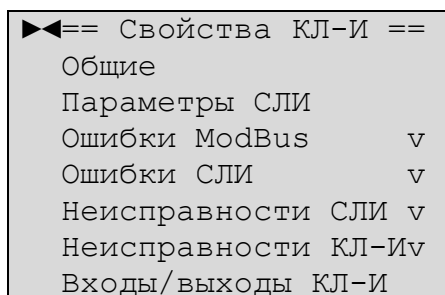 ►◄== Свойства КЛ-И ==
Общие
Параметры СЛИ
Ошибки ModBus v
Ошибки СЛИ v
Неисправности СЛИ v
Неисправности КЛ-Иv
Входы/выходы КЛ-И